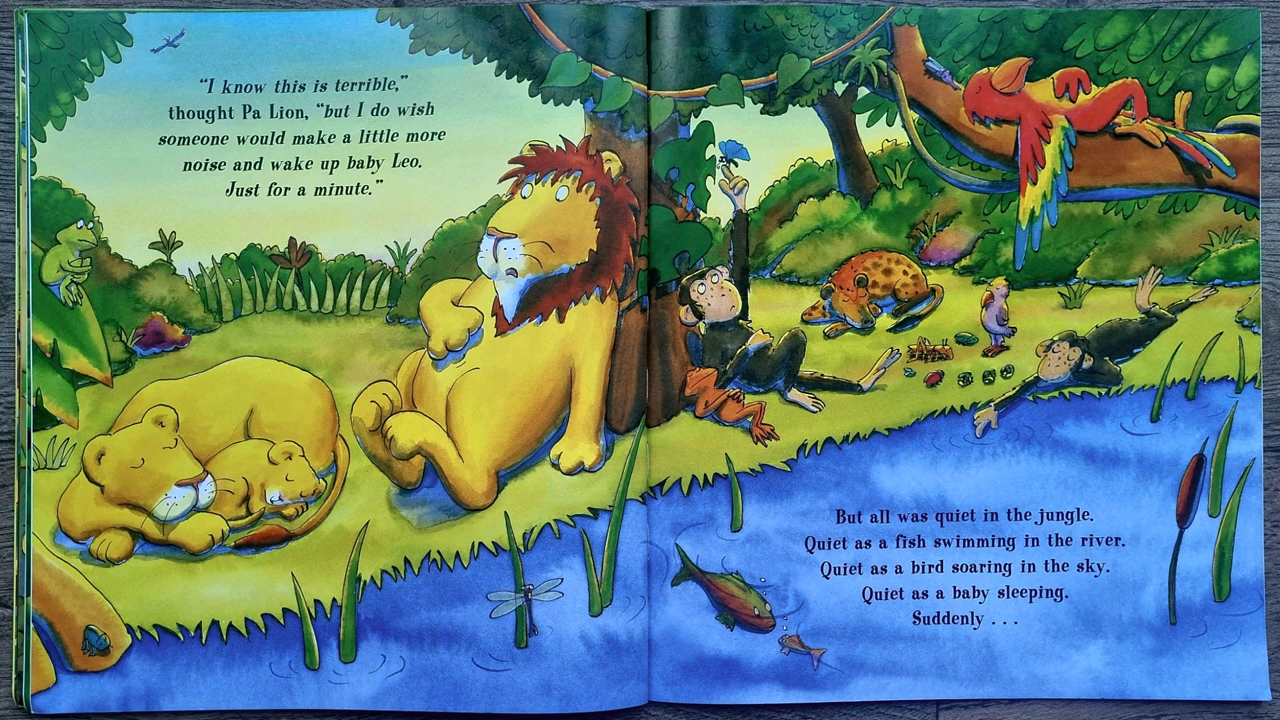 “I know this is terrible,”
thought Pa Lion, “but I do wish
someone would make a little more
noise and wake up baby Leo.
Just for a minute.”
But all was quiet in the jungle.
Quiet as a fish swimming in the river.
Quiet as a bird soaring in the sky.
Quiet as a baby sleeping.
Suddenly . . .